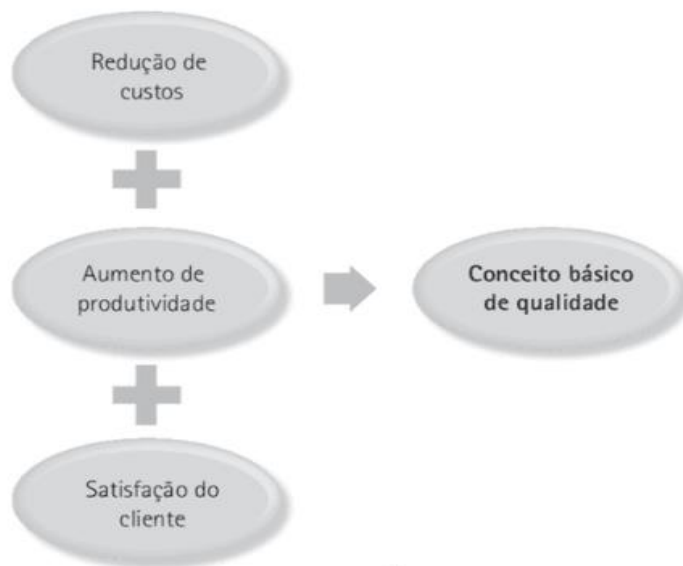 Redução de
custos
Aumento de
produtividade
Conceito básico
de qualidade
Satisfação do
cliente